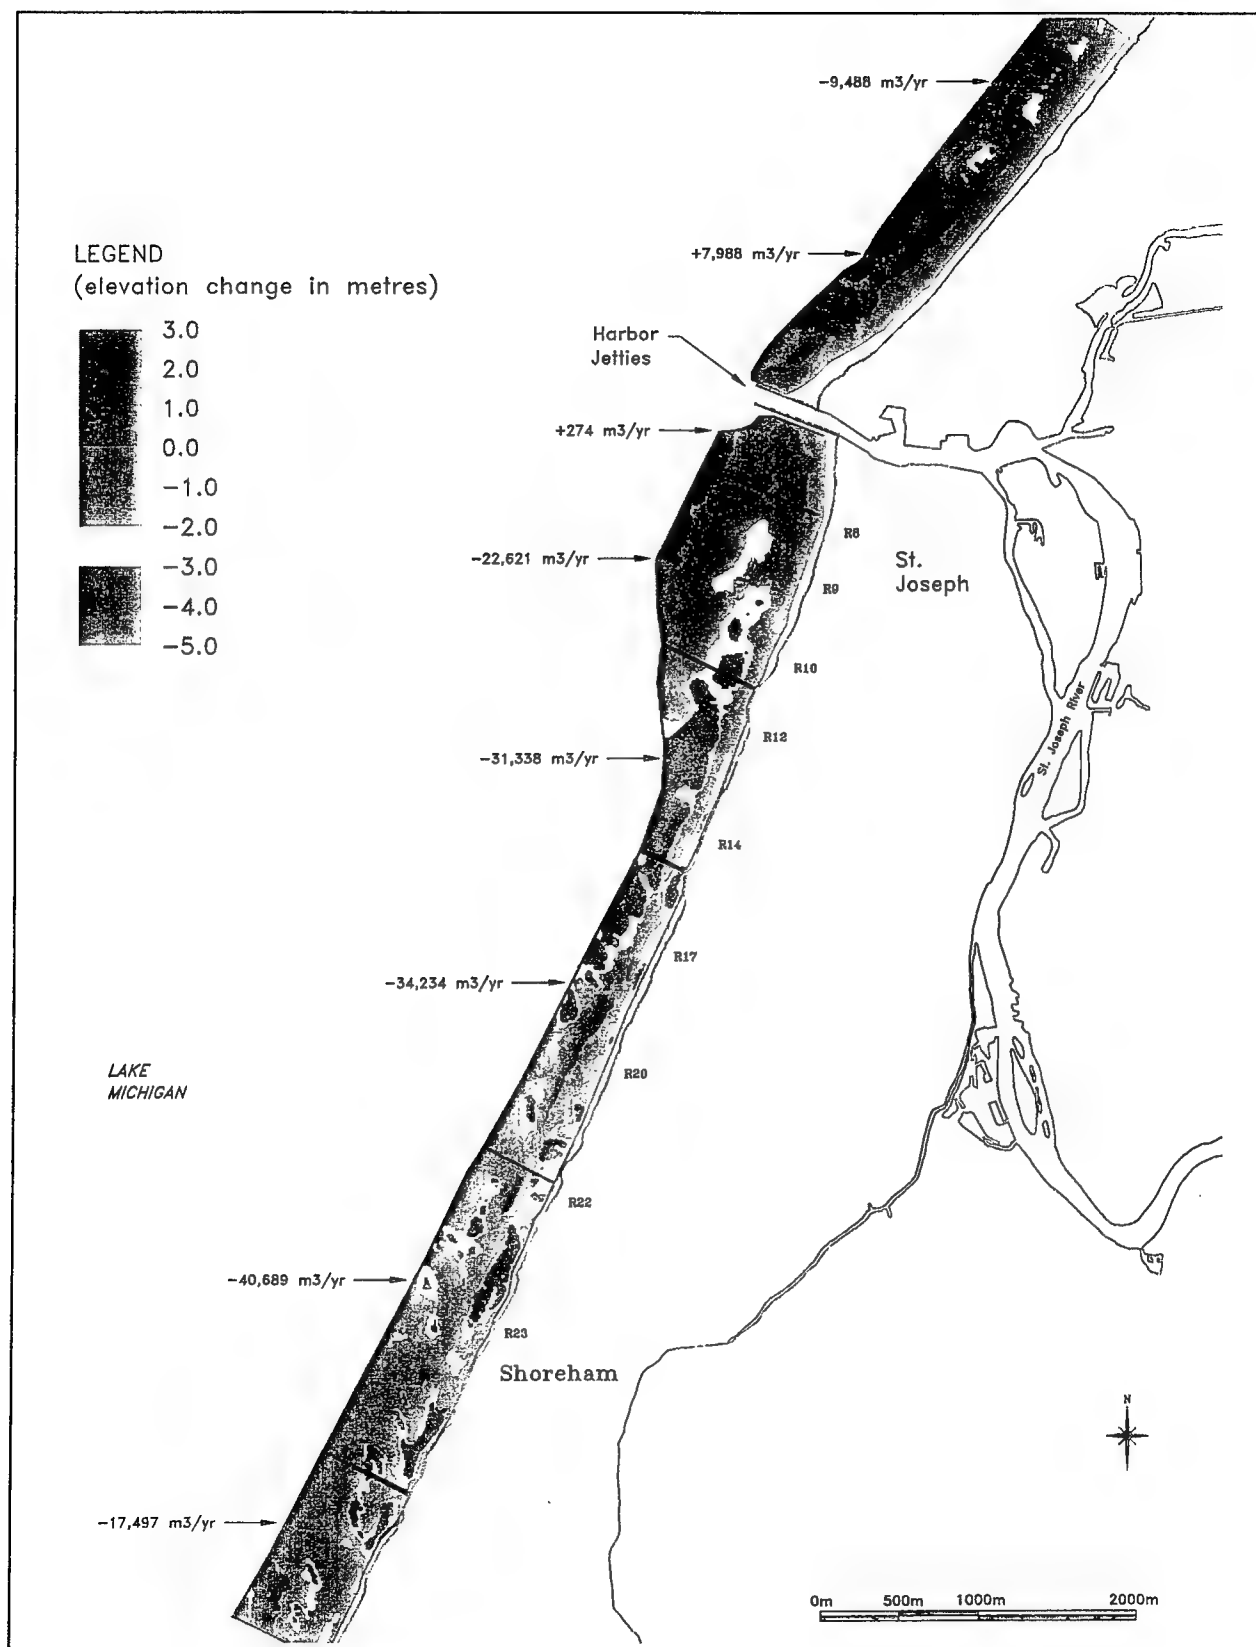 -9,488 m3/yr
+7,988 m3/yr
LEGEND
(elevation change in metres)
3.0
2.0
1.0
0.0
-1.0
-2.0
-3.0
-4.0
-5.0
Harbor
Jetties
+274 m3/yr
-22,621 m3/yr
R8
St.
Joseph
R9
R10
St. Joseph River
R12
-31,338 m3/yr
R14
R17
-34,234 m3/yr
LAKE
MICHIGAN
R20
R22
-40,689 m3/yr
R23
Shoreham
N
-17,497 m3/yr
0m 500m 1000m 2000m